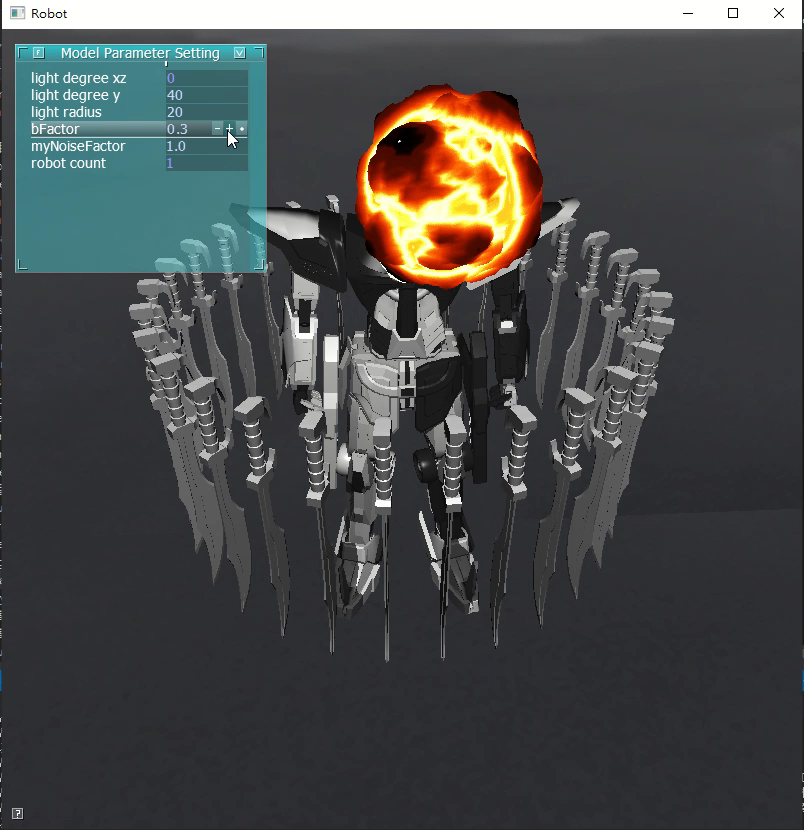 Robot
Model Parameter Setting
light degree xz 0
light degree y 40
light radius 20
bFactor 0.3 - +
myNoiseFactor 1.0
robot count 1
?